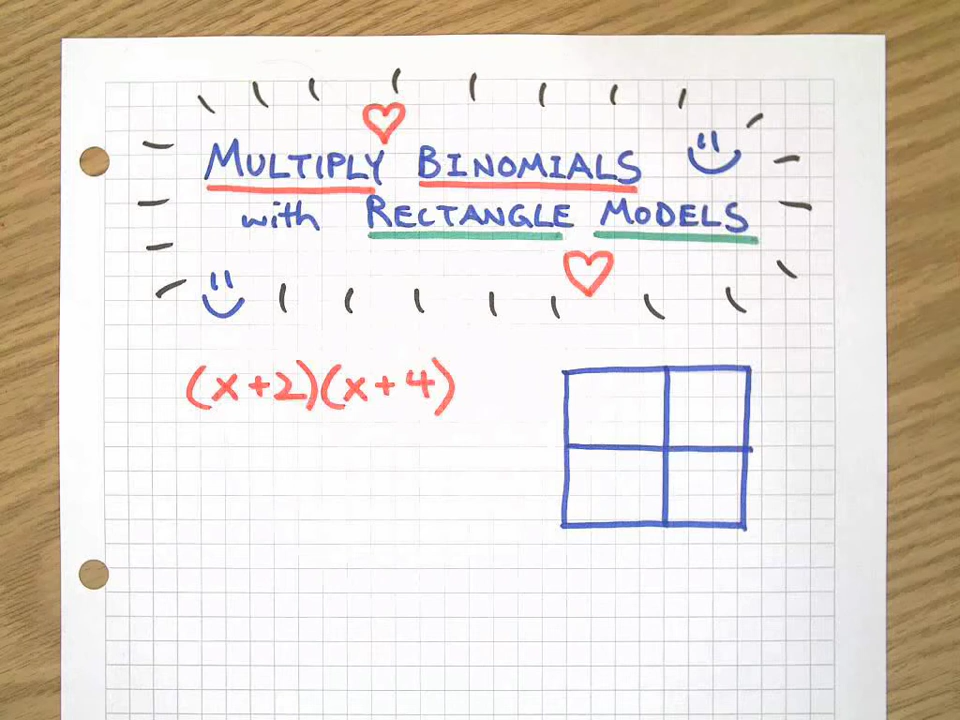 MULTIPLY BINOMIALS
with RECTANGLE MODELS
(x+2)(x+4)